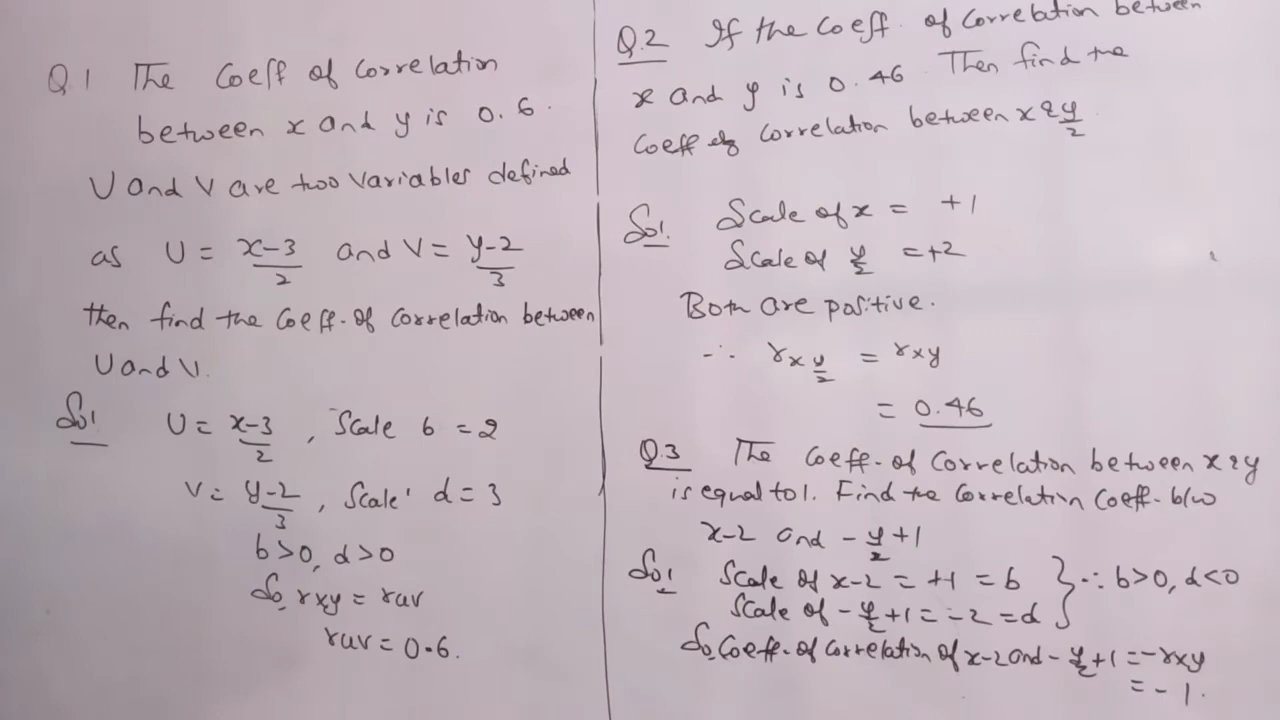 Q.1 The Coeff of Correlation
between x and y is 0.6.
U and V are two variables defined
as U = x-3/2 and V = y-2/3
then find the Coeff. of Correlation between
U and V.
Sol U = x-3/2 , Scale b = 2
V = y-2/3 , Scale d = 3
b>0, d>0
So, rxy = ruv
ruv = 0.6.
Q.2 If the Coeff. of Correlation between
x and y is 0.46 Then find the
Coeff of Correlation between x & y/2
Sol. Scale of x = +1
Scale of y/2 = +2
Both are positive.
∴ r x y/2 = rxy
= 0.46
Q.3 The Coeff. of Correlation between x & y
is equal to 1. Find the Correlation Coeff. b/w
x-2 and -y/2+1
Sol Scale of x-2 = +1 = b } ∴ b>0, d<0
Scale of -y/2+1 = -2 = d
So, Coeff. of Correlation of x-2 and -y/2+1 = -rxy
= -1.